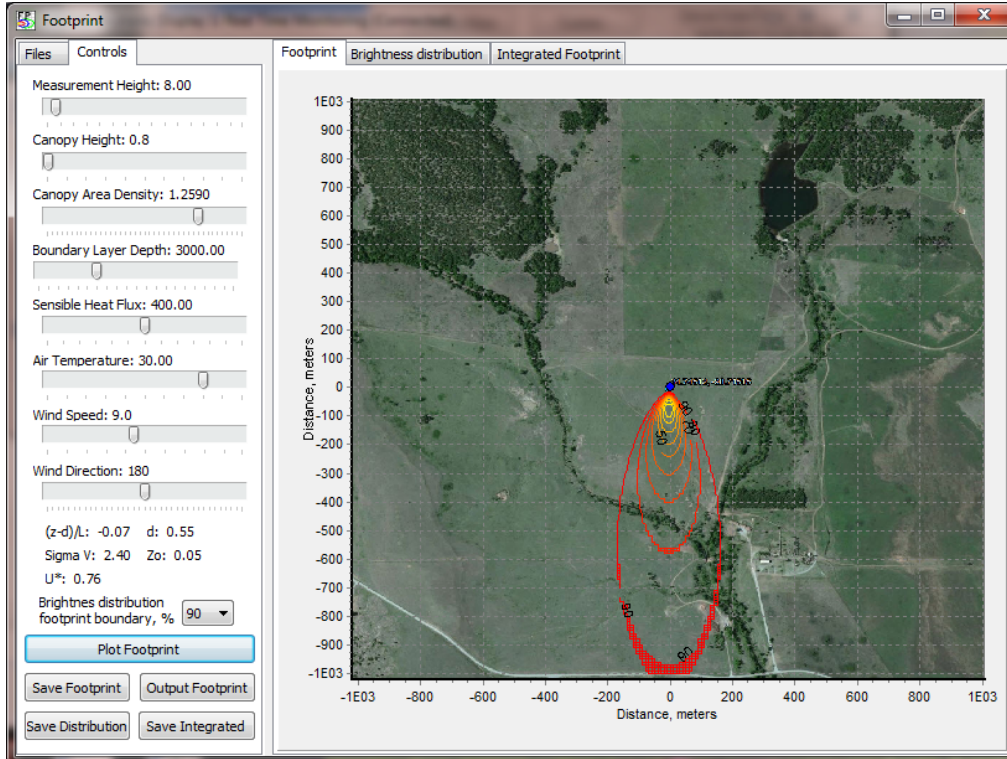 Footprint
Files
Controls
Measurement Height: 8.00
Canopy Height: 0.8
Canopy Area Density: 1.2590
Boundary Layer Depth: 3000.00
Sensible Heat Flux: 400.00
Air Temperature: 30.00
Wind Speed: 9.0
Wind Direction: 180
(z-d)/L: -0.07 d: 0.55
Sigma V: 2.40 Zo: 0.05
U*: 0.76
Brightnes distribution
footprint boundary, % 90
Plot Footprint
Save Footprint Output Footprint
Save Distribution Save Integrated
Footprint Brightness distribution Integrated Footprint
1E03
900
800
700
600
500
400
300
200
100
0
-100
-200
-300
-400
-500
-600
-700
-800
-900
-1E03
Distance, meters
90
80
50
90
90
-1E03 -800 -600 -400 -200 0 200 400 600 800 1E03
Distance, meters